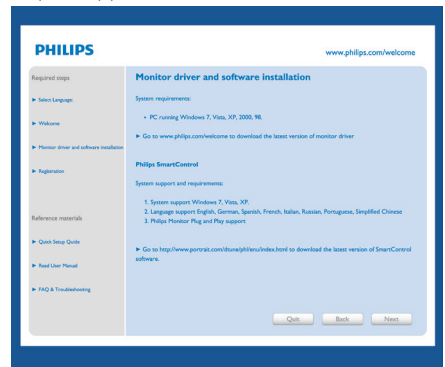 PHILIPS
www.philips.com/welcome
Required steps
Select Language:
Welcome
Monitor driver and software installation
Registration
Reference materials
Quick Setup Guide
Read User Manual
FAQ & Troubleshooting
Monitor driver and software installation
System requirements:
• PC running Windows 7, Vista, XP, 2000, 98.
Go to www.philips.com/welcome to download the latest version of monitor driver
Philips SmartControl
System support and requirements:
1. System support Windows 7, Vista, XP.
2. Language support English, German, Spanish, French, Italian, Russian, Portuguese, Simplified Chinese
3. Philips Monitor Plug and Play support
Go to http://www.portrait.com/dtune/phl/enu/index.html to download the latest version of SmartControl
software.
Quit
Back
Next